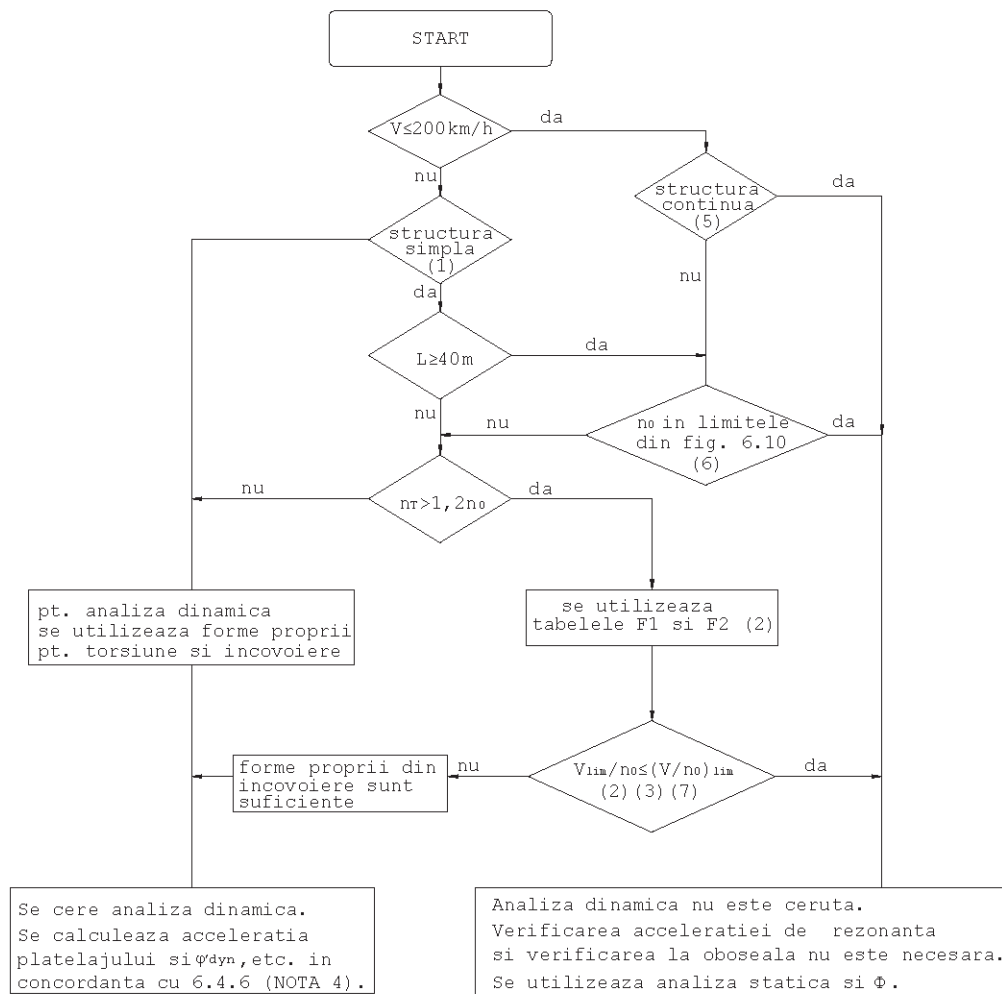 START
V≤200km/h
da
nu
structura
continua
(5)
da
structura
simpla
(1)
nu
da
L≥40m
da
nu
n0 in limitele
din fig. 6.10
(6)
nu
da
nT>1,2n0
nu
da
pt. analiza dinamica
se utilizeaza forme proprii
pt. torsiune si incovoiere
se utilizeaza
tabelele F1 si F2 (2)
Vlim/n0≤(V/n0)lim
(2)(3)(7)
nu
da
forme proprii din
incovoiere sunt
suficiente
Se cere analiza dinamica.
Se calculeaza acceleratia
platelajului si φ'dyn, etc. in
concordanta cu 6.4.6 (NOTA 4).
Analiza dinamica nu este ceruta.
Verificarea acceleratiei de rezonanta
si verificarea la oboseala nu este necesara.
Se utilizeaza analiza statica si Φ.